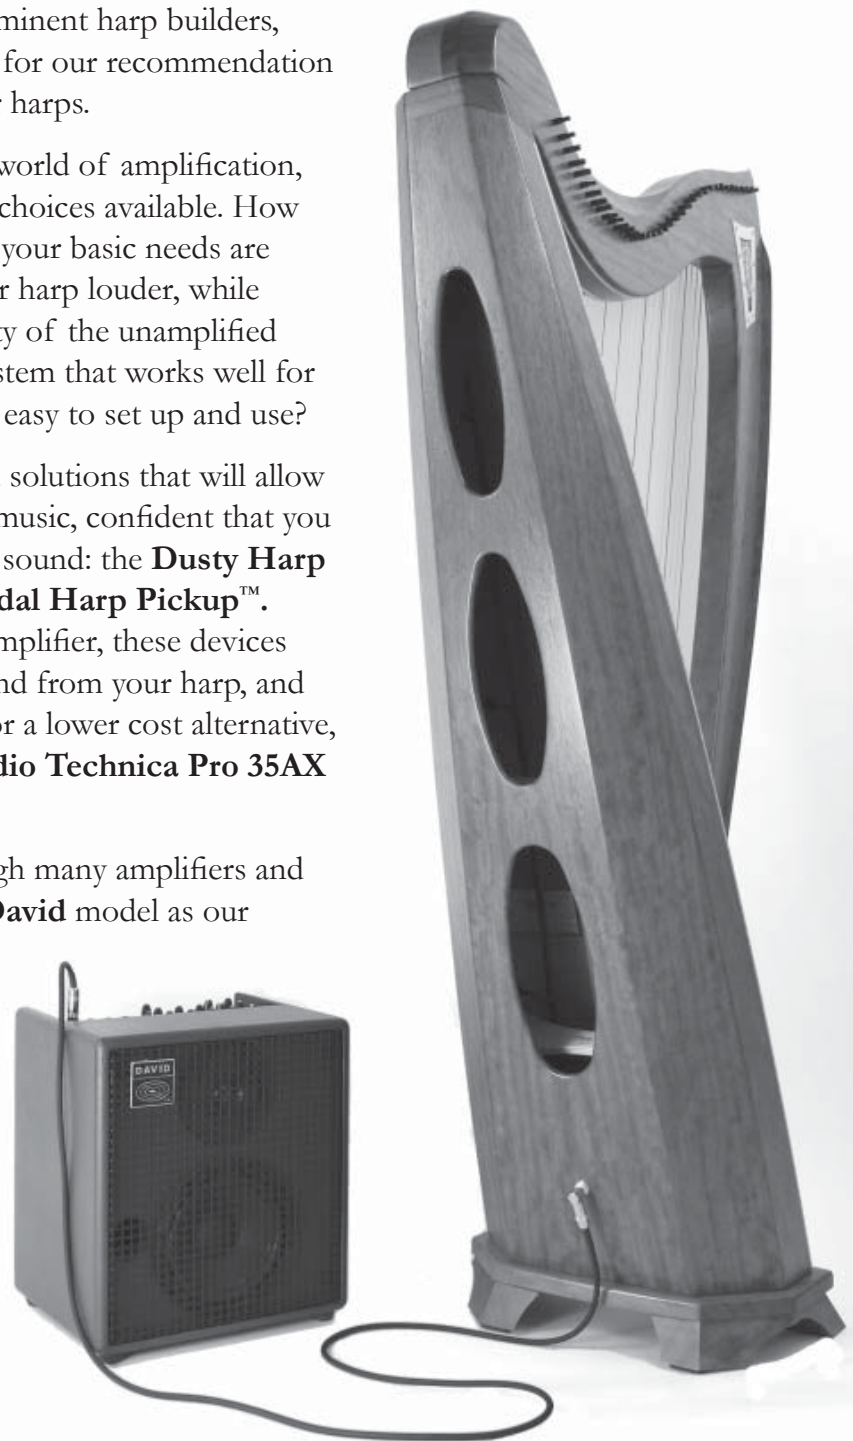 minent harp builders,
for our recommendation
harps.
world of amplification,
choices available. How
your basic needs are
r harp louder, while
ty of the unamplified
stem that works well for
easy to set up and use?
solutions that will allow
music, confident that you
sound: the Dusty Harp
dal Harp Pickup™.
mplifier, these devices
nd from your harp, and
or a lower cost alternative,
dio Technica Pro 35AX
gh many amplifiers and
David model as our
DAVID